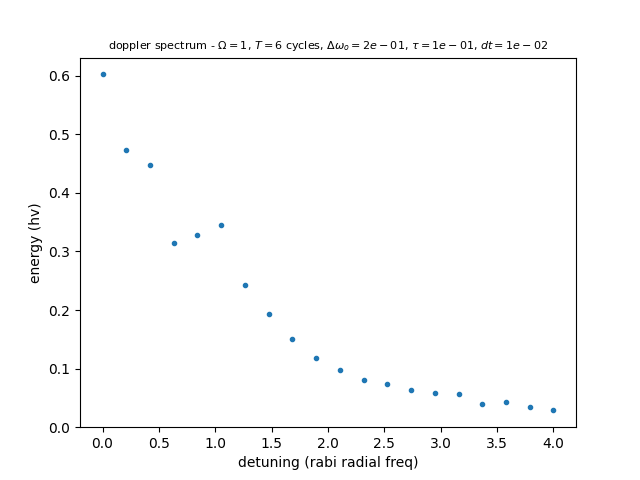 doppler spectrum - Ω = 1, T = 6 cycles, Δω₀ = 2e − 01, τ = 1e − 01, dt = 1e − 02
energy (hv)
0.6
0.5
0.4
0.3
0.2
0.1
0.0
0.0 0.5 1.0 1.5 2.0 2.5 3.0 3.5 4.0
detuning (rabi radial freq)